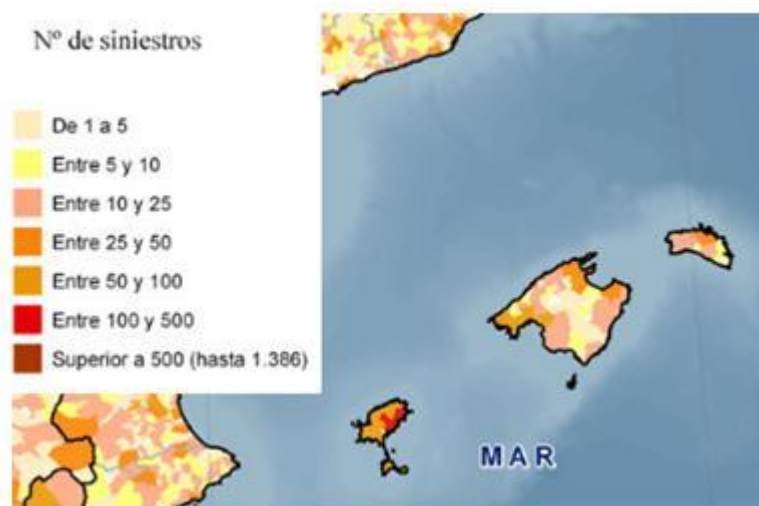 Nº de siniestros
De 1 a 5
Entre 5 y 10
Entre 10 y 25
Entre 25 y 50
Entre 50 y 100
Entre 100 y 500
Superior a 500 (hasta 1.386)
MAR